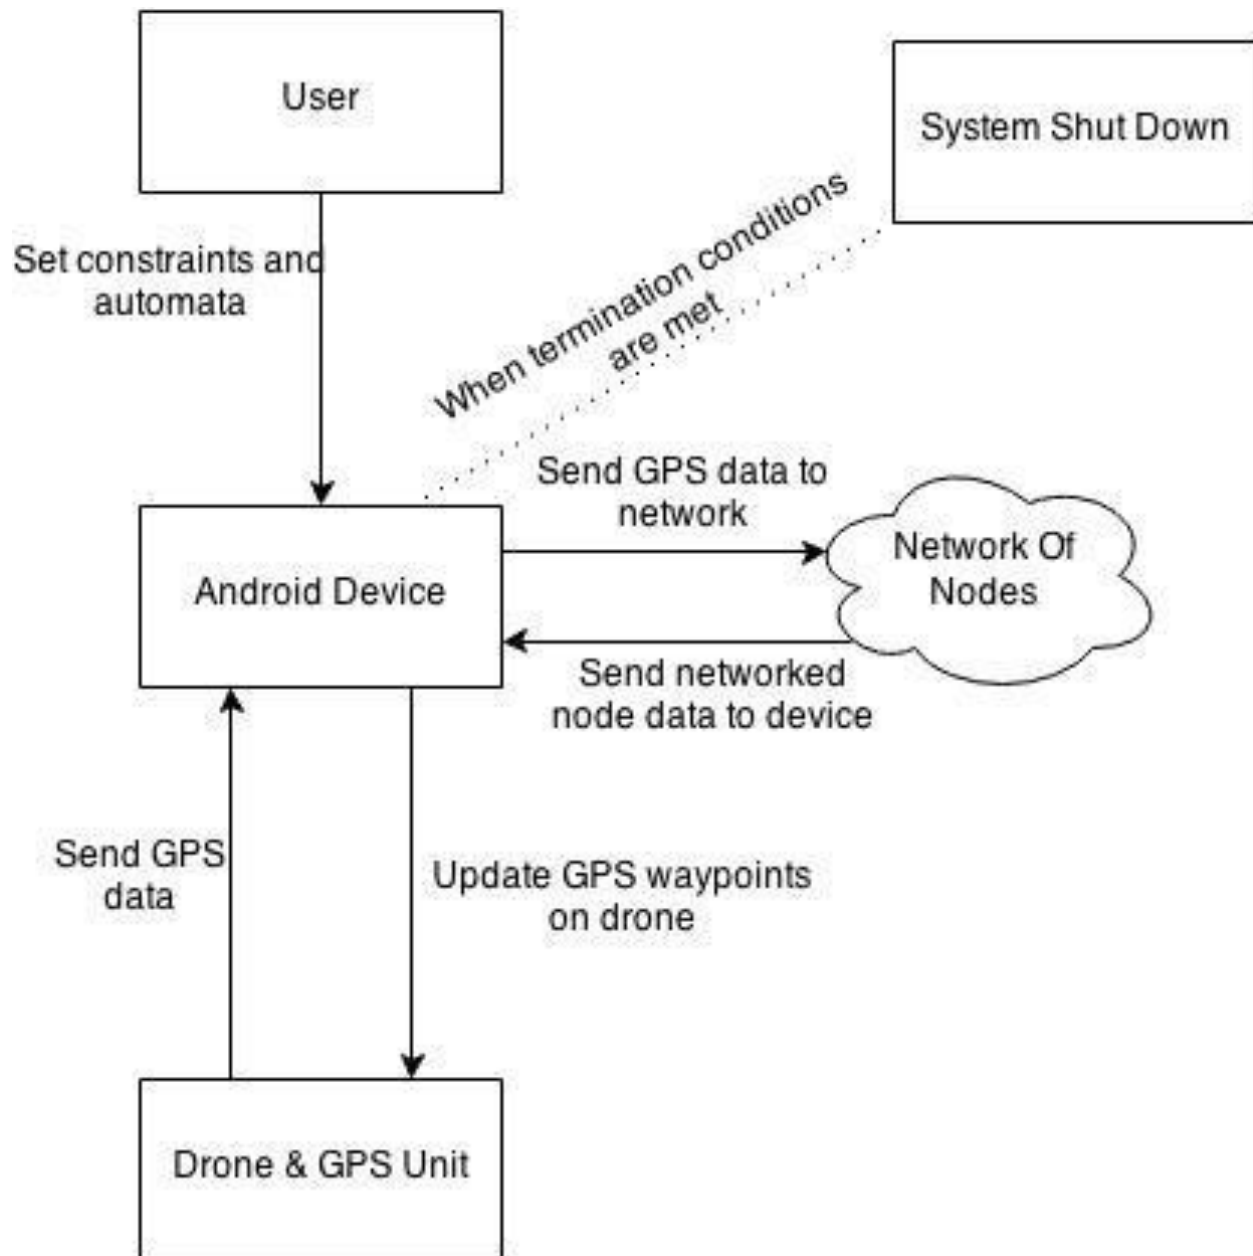 User
System Shut Down
Set constraints and
automata
When termination conditions
are met
Send GPS data to
network
Android Device
Network Of
Nodes
Send networked
node data to device
Send GPS
data
Update GPS waypoints
on drone
Drone & GPS Unit